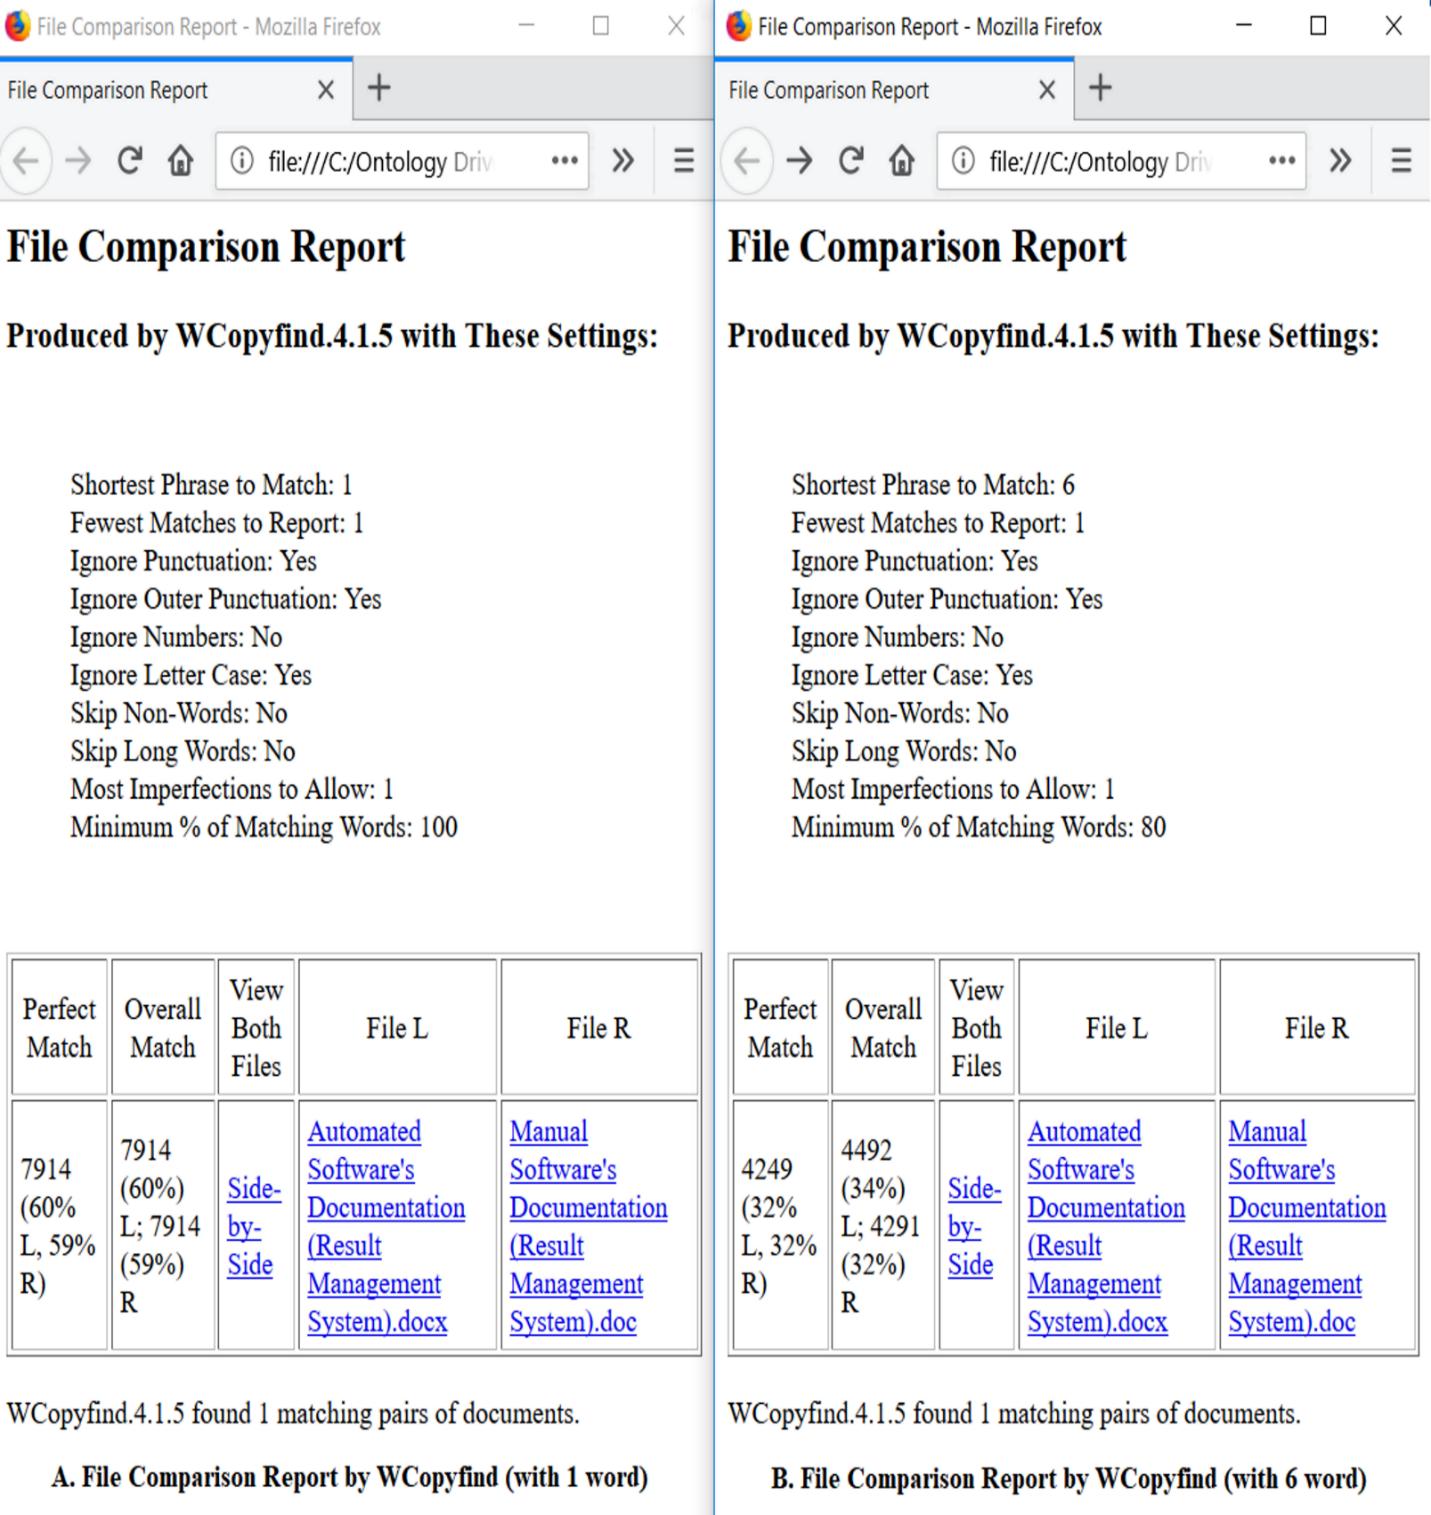 File Comparison Report - Mozilla Firefox
File Comparison Report
file:///C:/Ontology Driv
File Comparison Report
Produced by WCopyfind.4.1.5 with These Settings:
Shortest Phrase to Match: 1
Fewest Matches to Report: 1
Ignore Punctuation: Yes
Ignore Outer Punctuation: Yes
Ignore Numbers: No
Ignore Letter Case: Yes
Skip Non-Words: No
Skip Long Words: No
Most Imperfections to Allow: 1
Minimum % of Matching Words: 100
Perfect
Match
Overall
Match
View
Both
Files
File L
File R
7914
(60%
L, 59%
R)
7914
(60%)
L; 7914
(59%)
R
Side-
by-
Side
Automated
Software's
Documentation
(Result
Management
System).docx
Manual
Software's
Documentation
(Result
Management
System).doc
WCopyfind.4.1.5 found 1 matching pairs of documents.
A. File Comparison Report by WCopyfind (with 1 word)
File Comparison Report - Mozilla Firefox
File Comparison Report
file:///C:/Ontology Driv
File Comparison Report
Produced by WCopyfind.4.1.5 with These Settings:
Shortest Phrase to Match: 6
Fewest Matches to Report: 1
Ignore Punctuation: Yes
Ignore Outer Punctuation: Yes
Ignore Numbers: No
Ignore Letter Case: Yes
Skip Non-Words: No
Skip Long Words: No
Most Imperfections to Allow: 1
Minimum % of Matching Words: 80
Perfect
Match
Overall
Match
View
Both
Files
File L
File R
4249
(32%
L, 32%
R)
4492
(34%)
L; 4291
(32%)
R
Side-
by-
Side
Automated
Software's
Documentation
(Result
Management
System).docx
Manual
Software's
Documentation
(Result
Management
System).doc
WCopyfind.4.1.5 found 1 matching pairs of documents.
B. File Comparison Report by WCopyfind (with 6 word)